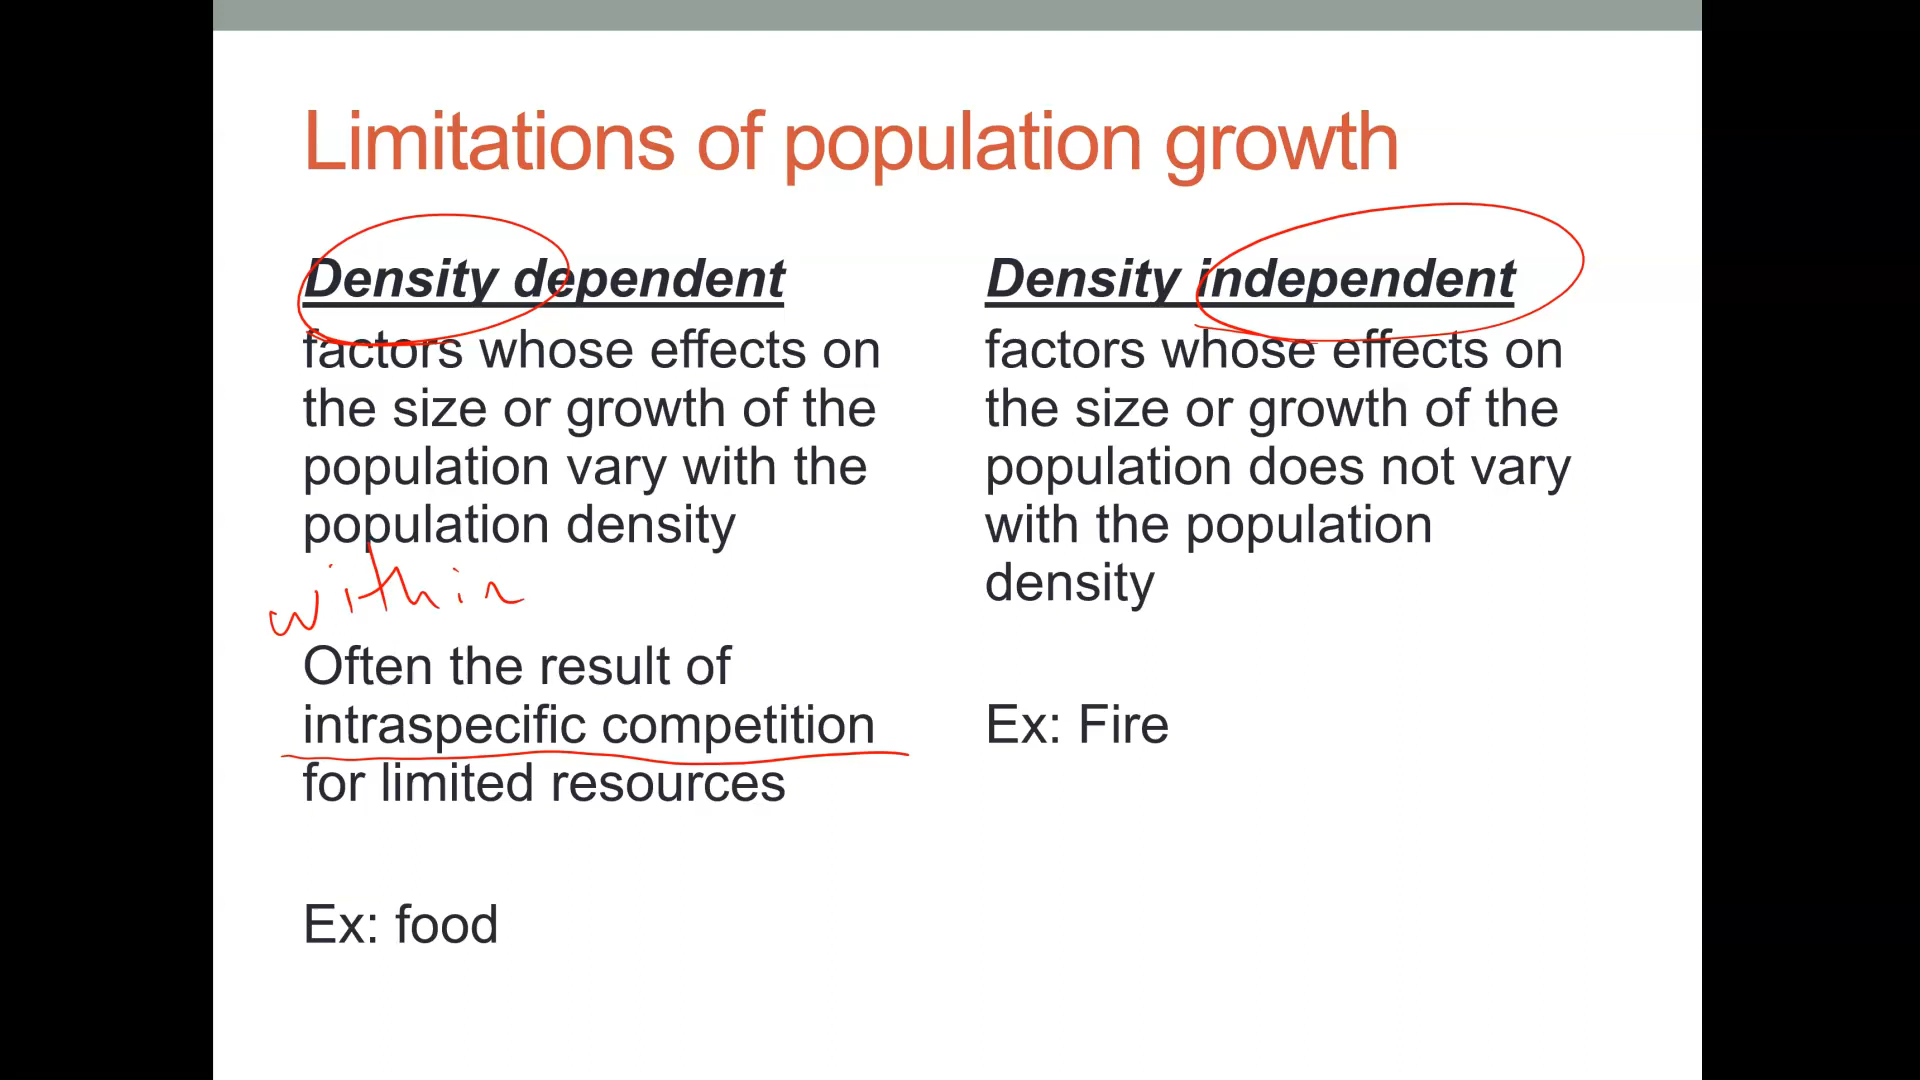 Limitations of population growth
Density dependent
factors whose effects on
the size or growth of the
population vary with the
population density
within
Often the result of
intraspecific competition
for limited resources
Ex: food
Density independent
factors whose effects on
the size or growth of the
population does not vary
with the population
density
Ex: Fire